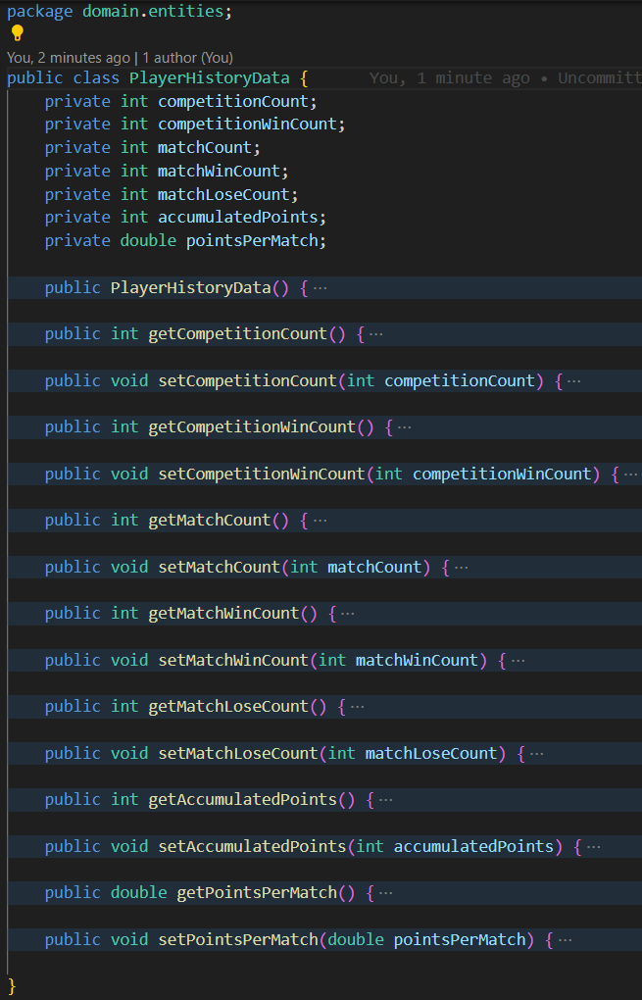 package domain.entities;
You, 2 minutes ago | 1 author (You)
public class PlayerHistoryData {        You, 1 minute ago • Uncommitt
    private int competitionCount;
    private int competitionWinCount;
    private int matchCount;
    private int matchWinCount;
    private int matchLoseCount;
    private int accumulatedPoints;
    private double pointsPerMatch;
    public PlayerHistoryData() { ···
    public int getCompetitionCount() { ···
    public void setCompetitionCount(int competitionCount) { ···
    public int getCompetitionWinCount() { ···
    public void setCompetitionWinCount(int competitionWinCount) { ···
    public int getMatchCount() { ···
    public void setMatchCount(int matchCount) { ···
    public int getMatchWinCount() { ···
    public void setMatchWinCount(int matchWinCount) { ···
    public int getMatchLoseCount() { ···
    public void setMatchLoseCount(int matchLoseCount) { ···
    public int getAccumulatedPoints() { ···
    public void setAccumulatedPoints(int accumulatedPoints) { ···
    public double getPointsPerMatch() { ···
    public void setPointsPerMatch(double pointsPerMatch) { ···
}